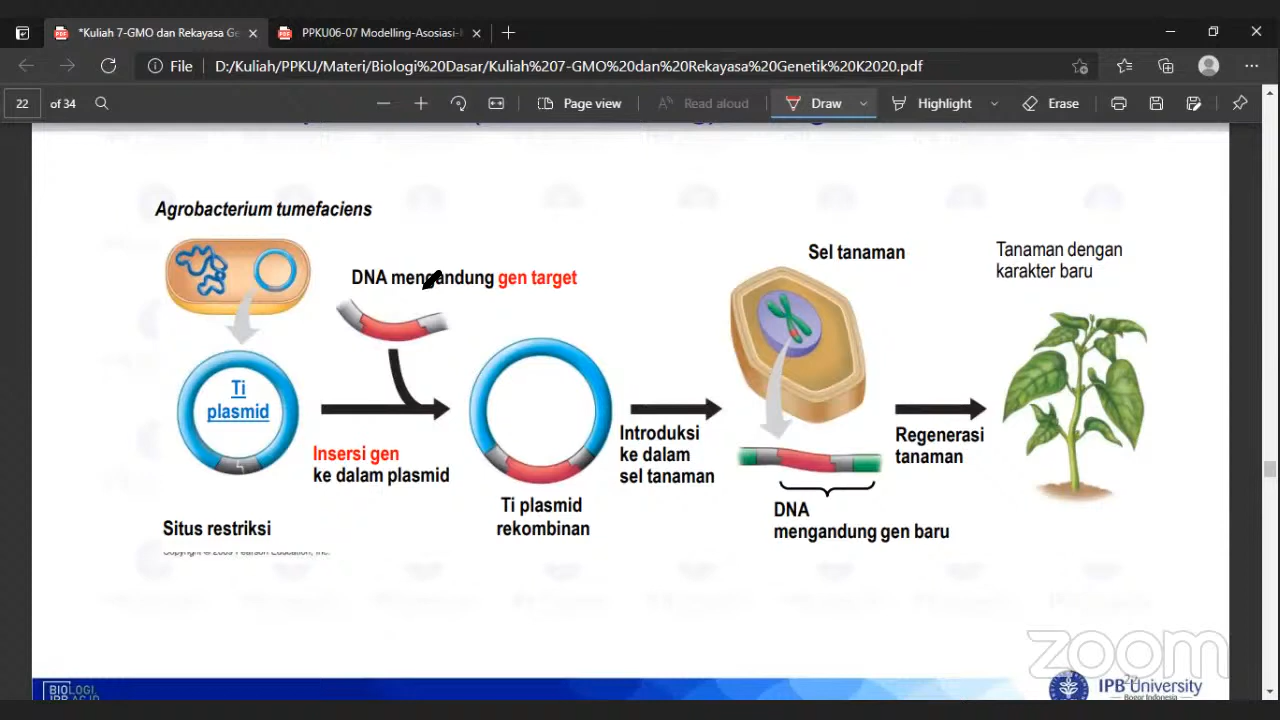 *Kuliah 7-GMO dan Rekayasa Ge
PPKU06-07 Modelling-Asosiasi-
File
D:/Kuliah/PPKU/Materi/Biologi%20Dasar/Kuliah%207-GMO%20dan%20Rekayasa%20Genetik%20K2020.pdf
22 of 34
Page view
Read aloud
Draw
Highlight
Erase
Agrobacterium tumefaciens
DNA mengandung gen target
Sel tanaman
Tanaman dengan
karakter baru
Ti
plasmid
Insersi gen
ke dalam plasmid
Introduksi
ke dalam
sel tanaman
Regenerasi
tanaman
Situs restriksi
Ti plasmid
rekombinan
DNA
mengandung gen baru
zoom
BIOLOGI.
IPB University
Bogor Indonesia